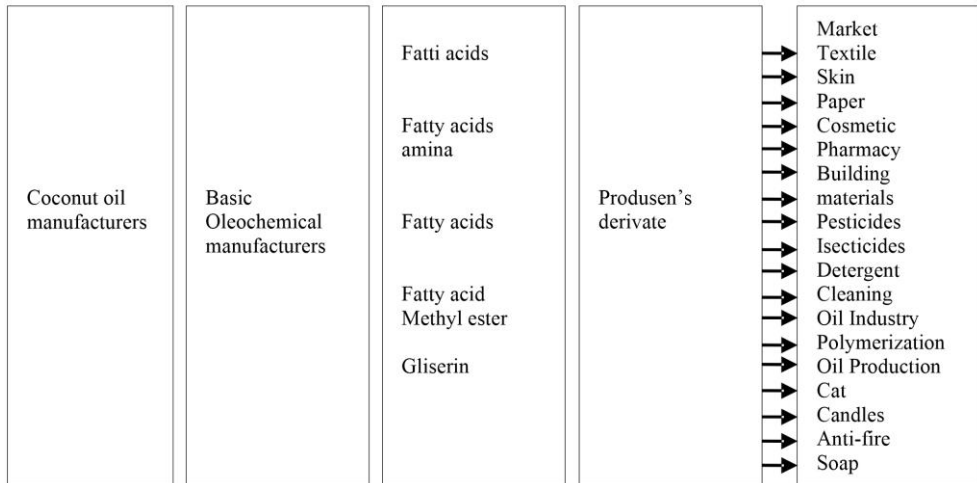 Coconut oil
manufacturers
Basic
Oleochemical
manufacturers
Fatti acids
Fatty acids
amina
Fatty acids
Fatty acid
Methyl ester
Gliserin
Produsen’s
derivate
Market
Textile
Skin
Paper
Cosmetic
Pharmacy
Building
materials
Pesticides
Isecticides
Detergent
Cleaning
Oil Industry
Polymerization
Oil Production
Cat
Candles
Anti-fire
Soap